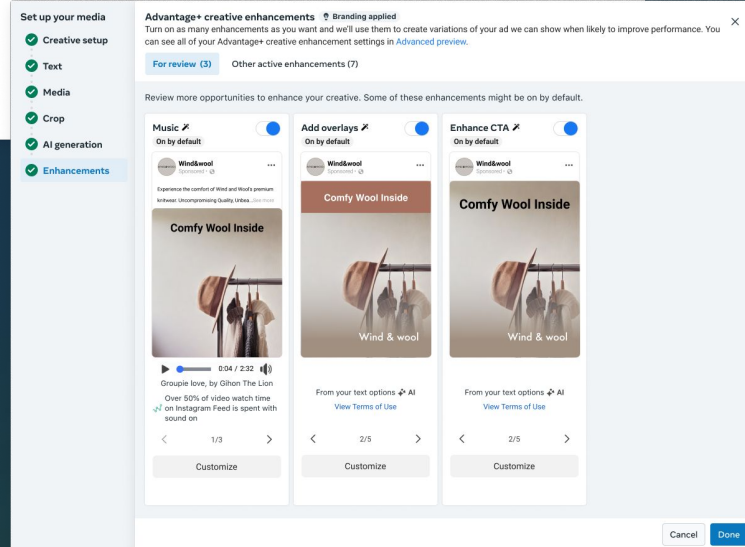 Set up your media
Creative setup
Text
Media
Crop
AI generation
Enhancements
Advantage+ creative enhancements Branding applied
Turn on as many enhancements as you want and we'll use them to create variations of your ad we can show when likely to improve performance. You
can see all of your Advantage+ creative enhancement settings in Advanced preview.
For review (3) Other active enhancements (7)
Review more opportunities to enhance your creative. Some of these enhancements might be on by default.
Music
On by default
Wind&wool
Sponsored
Experience the comfort of Wind and Wool's premium
knitwear. Uncompromising Quality, Unbea...See more
Comfy Wool Inside
0:04 / 2:32
Groupie love, by Gihon The Lion
Over 50% of video watch time
on Instagram Feed is spent with
sound on
1/3
Customize
Add overlays
On by default
Wind&wool
Sponsored
Comfy Wool Inside
Wind & wool
From your text options AI
View Terms of Use
2/5
Customize
Enhance CTA
On by default
Wind&wool
Sponsored
Comfy Wool Inside
Wind & wool
From your text options AI
View Terms of Use
2/5
Customize
Cancel Done